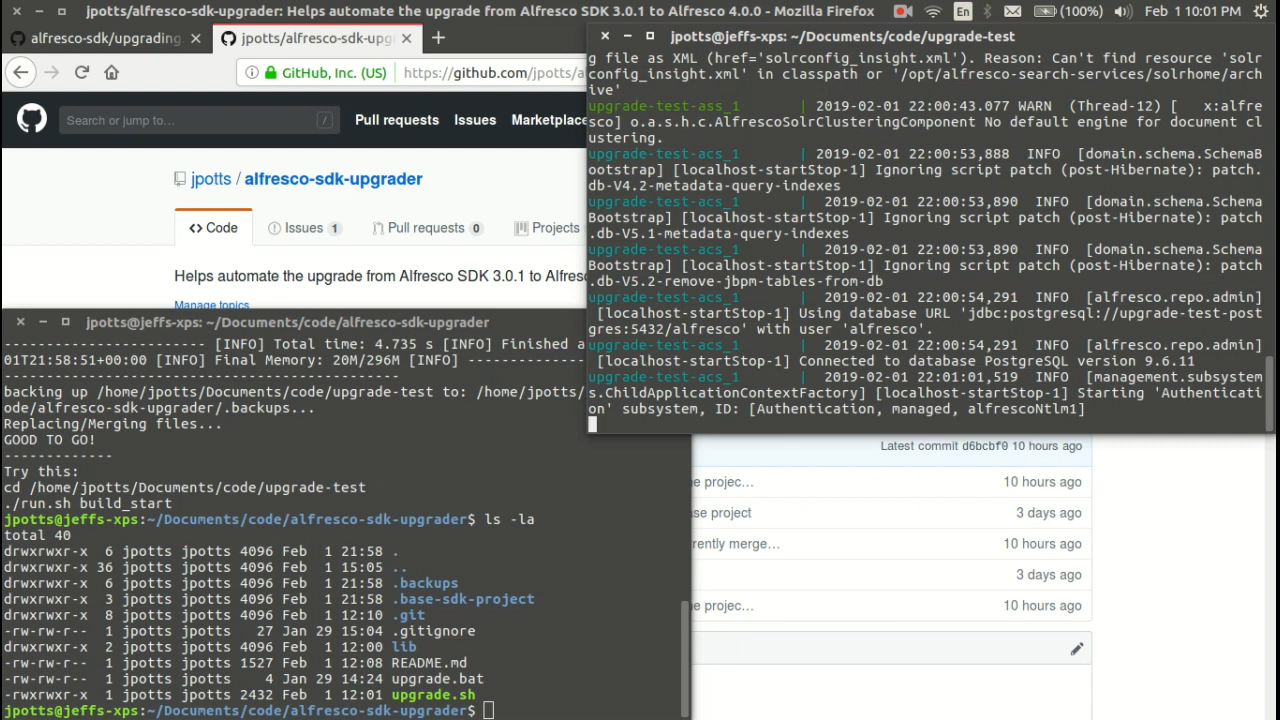 jpotts/alfresco-sdk-upgrader: Helps automate the upgrade from Alfresco SDK 3.0.1 to Alfresco 4.0.0 - Mozilla Firefox
En
(100%)
Feb 1 10:01 PM
alfresco-sdk/upgrading
jpotts/alfresco-sdk-upgr
GitHub, Inc. (US)
https://github.com/jpotts/a
Search or jump to…
/
Pull requests
Issues
Marketplace
jpotts / alfresco-sdk-upgrader
Code
Issues 1
Pull requests 0
Projects
Helps automate the upgrade from Alfresco SDK 3.0.1 to Alfresc
Manage topics
jpotts@jeffs-xps: ~/Documents/code/upgrade-test
g file as XML (href='solrconfig_insight.xml'). Reason: Can't find resource 'solr
config_insight.xml' in classpath or '/opt/alfresco-search-services/solrhome/arch
ive'
upgrade-test-ass_1 | 2019-02-01 22:00:43.077 WARN (Thread-12) [ x:alfre
sco] o.a.s.h.c.AlfrescoSolrClusteringComponent No default engine for document cl
ustering.
upgrade-test-acs_1 | 2019-02-01 22:00:53,888 INFO [domain.schema.SchemaB
ootstrap] [localhost-startStop-1] Ignoring script patch (post-Hibernate): patch.
db-V4.2-metadata-query-indexes
upgrade-test-acs_1 | 2019-02-01 22:00:53,890 INFO [domain.schema.Schema
Bootstrap] [localhost-startStop-1] Ignoring script patch (post-Hibernate): patch
.db-V5.1-metadata-query-indexes
upgrade-test-acs_1 | 2019-02-01 22:00:53,890 INFO [domain.schema.Schema
Bootstrap] [localhost-startStop-1] Ignoring script patch (post-Hibernate): patch
.db-V5.2-remove-jbpm-tables-from-db
upgrade-test-acs_1 | 2019-02-01 22:00:54,291 INFO [alfresco.repo.admin]
[localhost-startStop-1] Using database URL 'jdbc:postgresql://upgrade-test-post
gres:5432/alfresco' with user 'alfresco'.
upgrade-test-acs_1 | 2019-02-01 22:00:54,291 INFO [alfresco.repo.admin]
[localhost-startStop-1] Connected to database PostgreSQL version 9.6.11
upgrade-test-acs_1 | 2019-02-01 22:01:01,519 INFO [management.subsystem
s.ChildApplicationContextFactory] [localhost-startStop-1] Starting 'Authenticati
on' subsystem, ID: [Authentication, managed, alfrescoNtlm1]
jpotts@jeffs-xps: ~/Documents/code/alfresco-sdk-upgrader
------------------------ [INFO] Total time: 4.735 s [INFO] Finished a
01T21:58:51+00:00 [INFO] Final Memory: 20M/296M [INFO] ------------
------------------------------------------------
backing up /home/jpotts/Documents/code/upgrade-test to: /home/jpotts/
ode/alfresco-sdk-upgrader/.backups...
Replacing/Merging files...
GOOD TO GO!
-------------
Try this:
cd /home/jpotts/Documents/code/upgrade-test
./run.sh build_start
jpotts@jeffs-xps:~/Documents/code/alfresco-sdk-upgrader$ ls -la
total 40
drwxrwxr-x 6 jpotts jpotts 4096 Feb 1 21:58 .
drwxrwxr-x 36 jpotts jpotts 4096 Feb 1 15:05 ..
drwxrwxr-x 6 jpotts jpotts 4096 Feb 1 21:58 .backups
drwxrwxr-x 3 jpotts jpotts 4096 Feb 1 21:58 .base-sdk-project
drwxrwxr-x 8 jpotts jpotts 4096 Feb 1 12:10 .git
-rw-rw-r-- 1 jpotts jpotts 27 Jan 29 15:04 .gitignore
drwxrwxr-x 2 jpotts jpotts 4096 Feb 1 12:00 lib
-rw-rw-r-- 1 jpotts jpotts 1527 Feb 1 12:08 README.md
-rw-rw-r-- 1 jpotts jpotts 4 Jan 29 14:24 upgrade.bat
-rwxrwxr-x 1 jpotts jpotts 2432 Feb 1 12:01 upgrade.sh
jpotts@jeffs-xps:~/Documents/code/alfresco-sdk-upgrader$
Latest commit d6bcbf0 10 hours ago
e projec… 10 hours ago
ase project 3 days ago
rrently merge… 10 hours ago
3 days ago
e projec… 10 hours ago